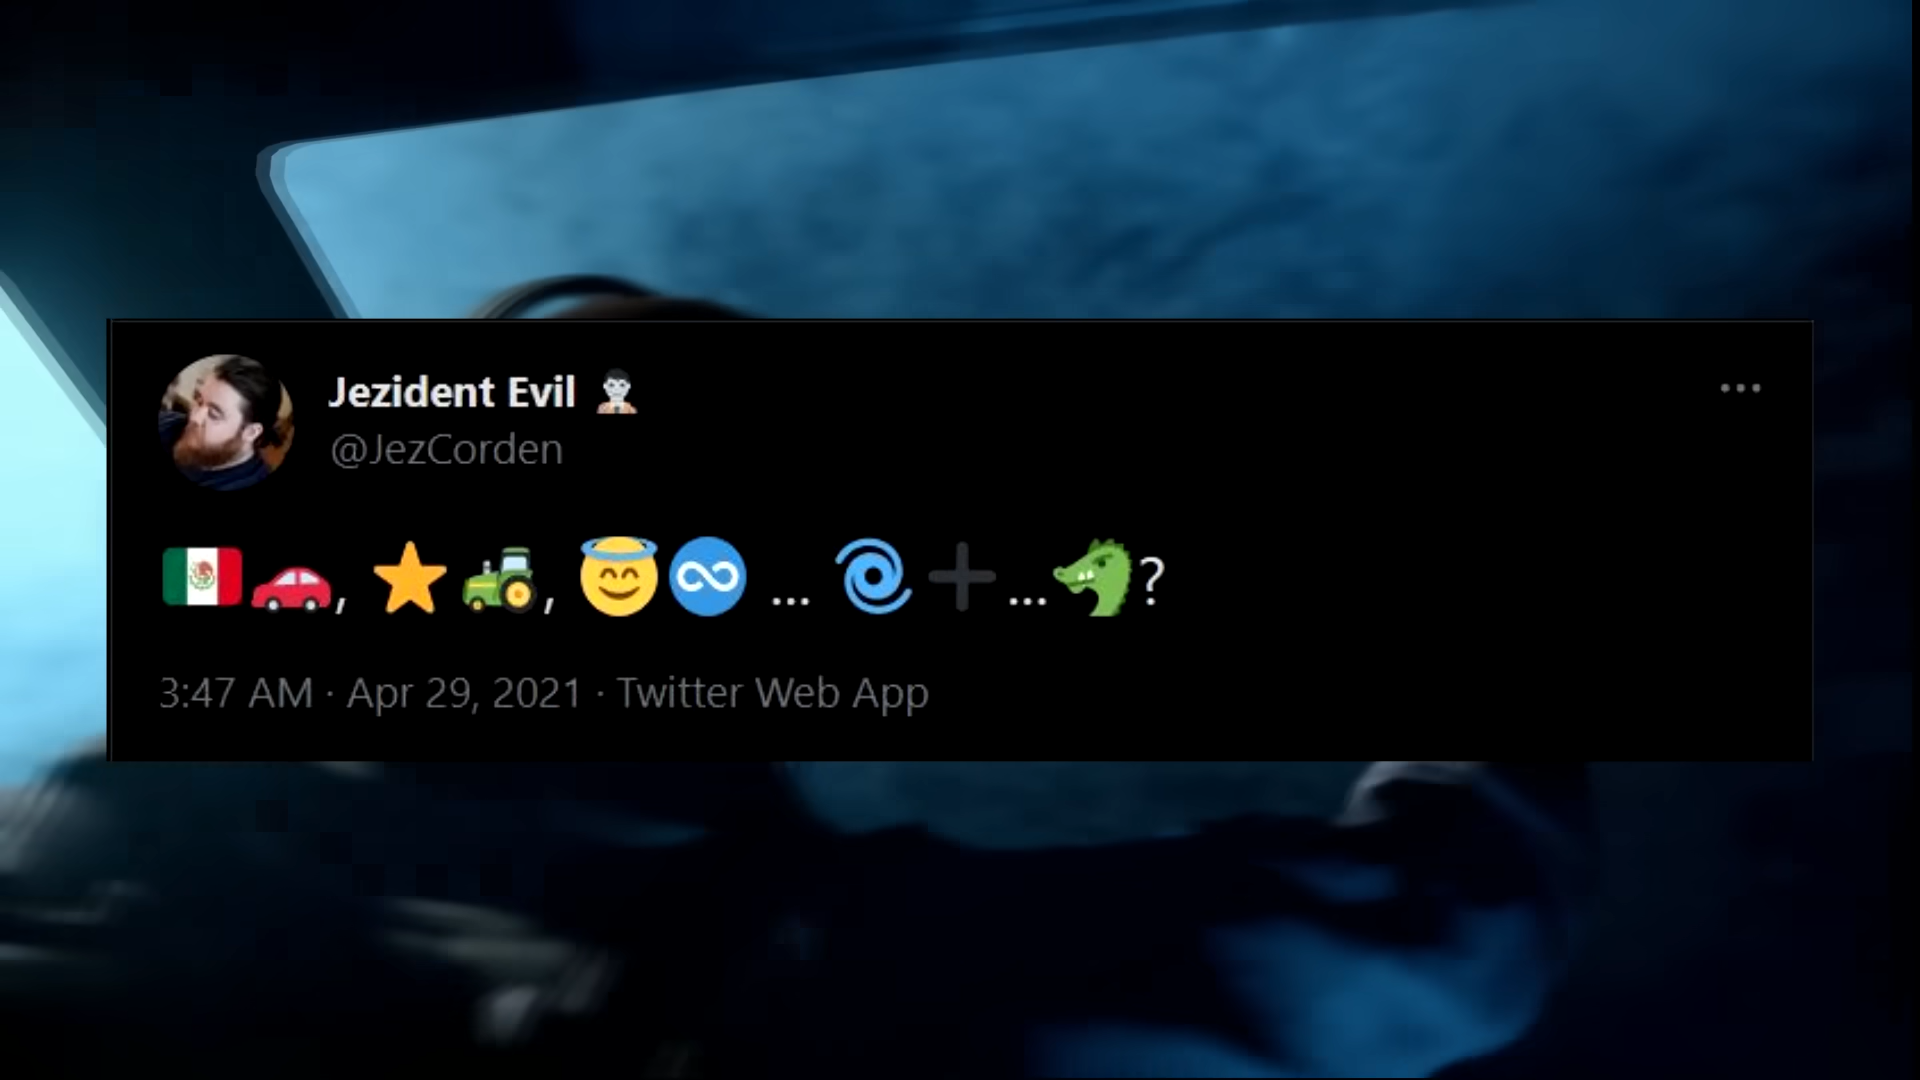 Jezident Evil 🧛🏻‍♂️
@JezCorden
🇲🇽🚗, ⭐🚜, 😇♾️ ... 🌀➕...🐲?
3:47 AM · Apr 29, 2021 · Twitter Web App